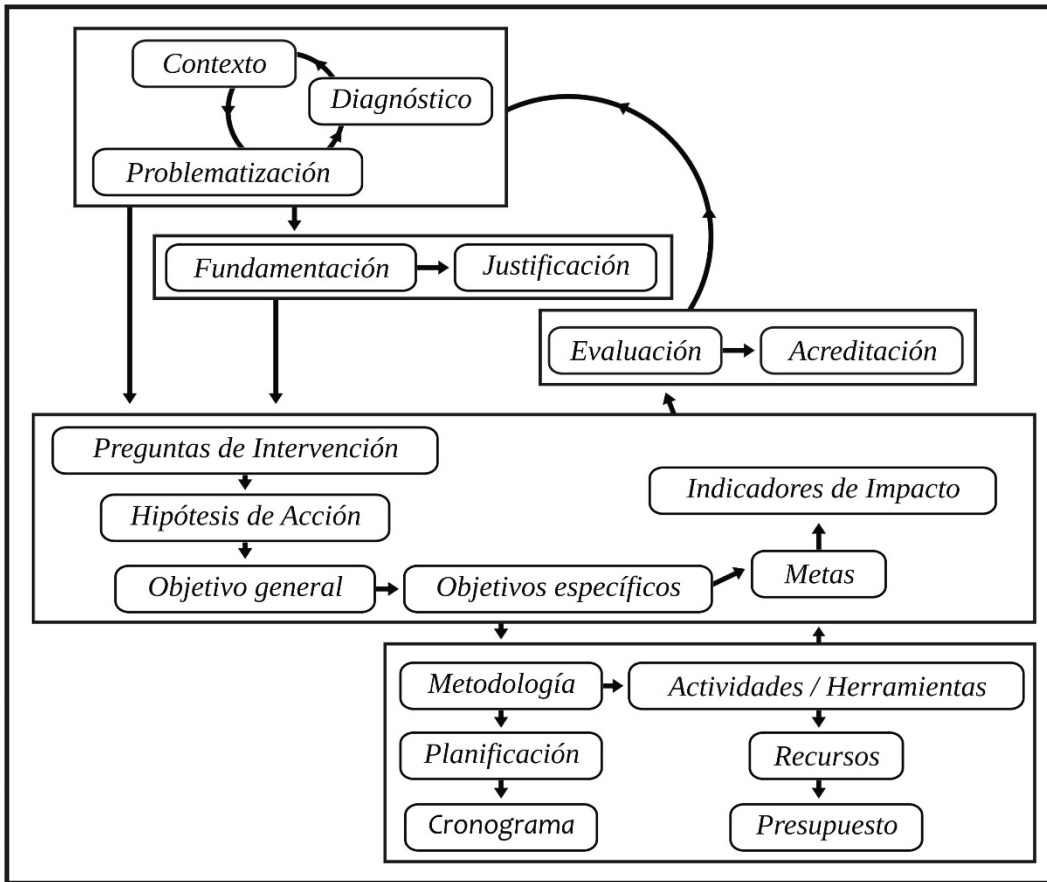 Contexto
Diagnóstico
Problematización
Fundamentación
Justificación
Evaluación
Acreditación
Preguntas de Intervención
Hipótesis de Acción
Objetivo general
Objetivos específicos
Metas
Indicadores de Impacto
Metodología
Actividades / Herramientas
Planificación
Recursos
Cronograma
Presupuesto